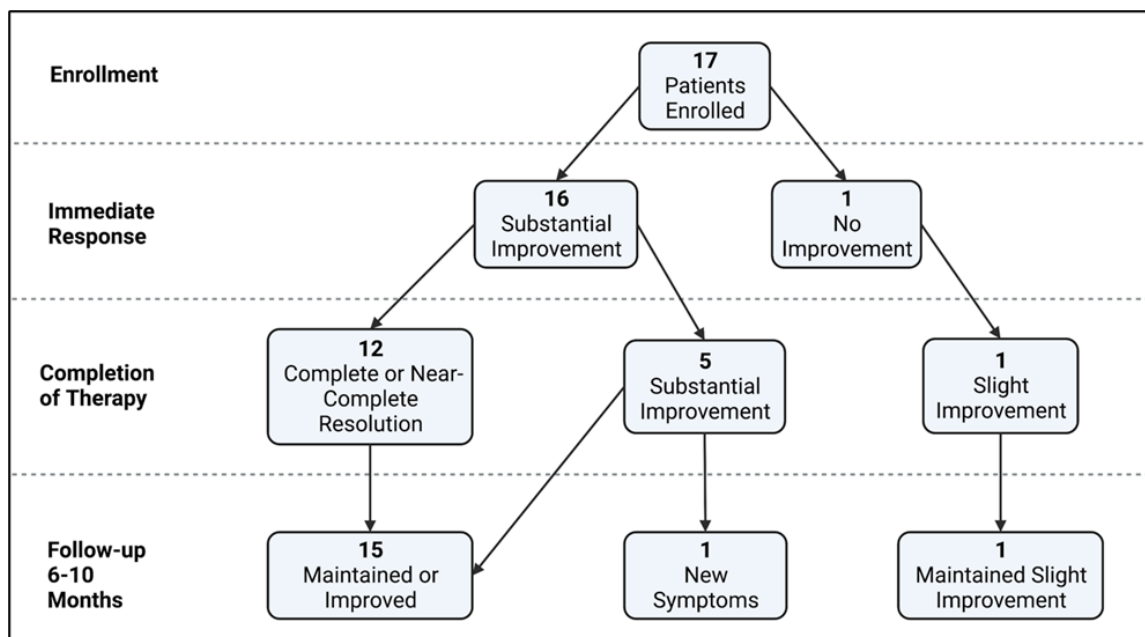 Enrollment
17
Patients
Enrolled
Immediate
Response
16
Substantial
Improvement
1
No
Improvement
Completion
of Therapy
12
Complete or Near-
Complete
Resolution
5
Substantial
Improvement
1
Slight
Improvement
Follow-up
6-10
Months
15
Maintained or
Improved
1
New
Symptoms
1
Maintained Slight
Improvement